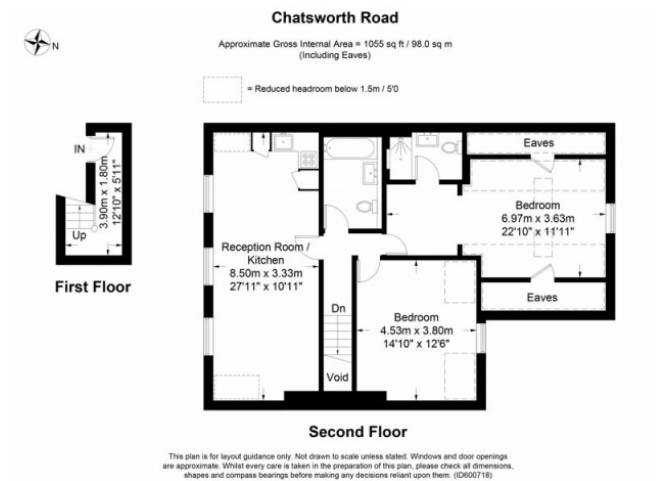 Chatsworth Road
Approximate Gross Internal Area = 1055 sq ft / 98.0 sq m
(Including Eaves)
N
= Reduced headroom below 1.5m / 5'0
IN
3.90m x 1.80m
12'10" x 5'11"
Up
First Floor
Reception Room /
Kitchen
8.50m x 3.33m
27'11" x 10'11"
Dn
Void
Eaves
Bedroom
6.97m x 3.63m
22'10" x 11'11"
Eaves
Bedroom
4.53m x 3.80m
14'10" x 12'6"
Second Floor
This plan is for layout guidance only. Not drawn to scale unless stated. Windows and door openings
are approximate. Whilst every care is taken in the preparation of this plan, please check all dimensions,
shapes and compass bearings before making any decisions reliant upon them. (ID600718)